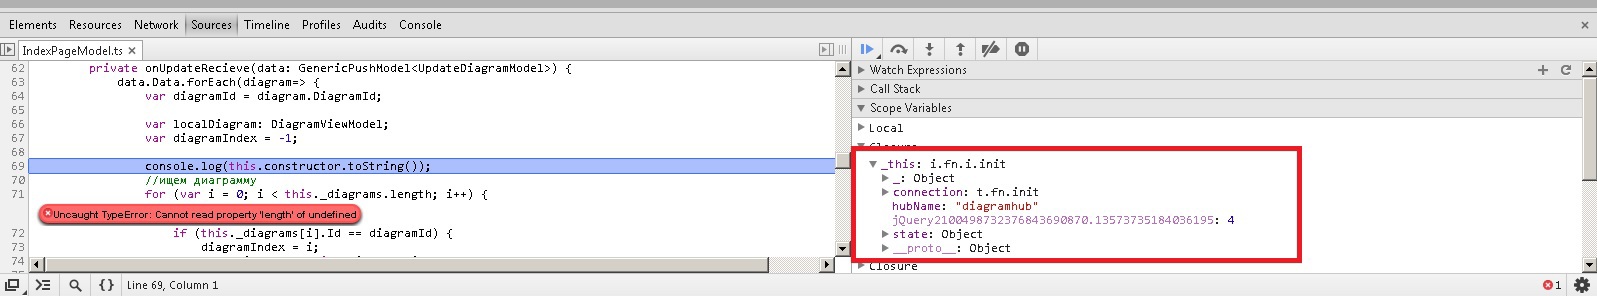 Elements Resources Network Sources Timeline Profiles Audits Console ×
IndexPageModel.ts ×
62 private onUpdateRecieve(data: GenericPushModel<UpdateDiagramModel>) {
63 data.Data.forEach(diagram=> {
64 var diagramId = diagram.DiagramId;
65
66 var localDiagram: DiagramViewModel;
67 var diagramIndex = -1;
68
69 console.log(this.constructor.toString());
70 //ищем диаграмму
71 for (var i = 0; i < this._diagrams.length; i++) {
Uncaught TypeError: Cannot read property 'length' of undefined
72 if (this._diagrams[i].Id == diagramId) {
73 diagramIndex = i;
74
Watch Expressions
Call Stack
Scope Variables
Local
Closure
_this: i.fn.i.init
_: Object
connection: t.fn.init
hubName: "diagramhub"
jQuery2100498732376843690870.13573735184036195: 4
state: Object
__proto__: Object
Closure
{} Line 69, Column 1
1